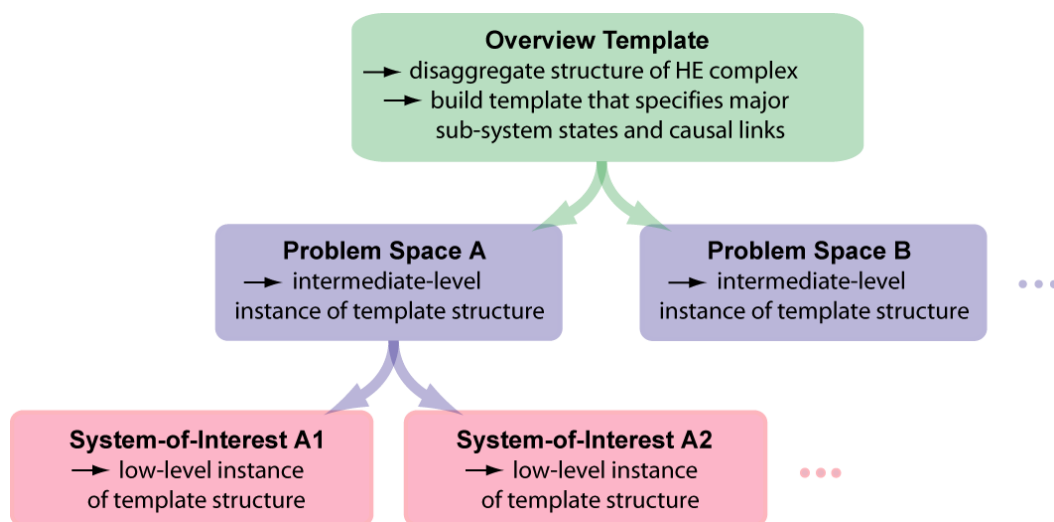 Overview Template
→ disaggregate structure of HE complex
→ build template that specifies major
sub-system states and causal links
Problem Space A
→ intermediate-level
instance of template structure
Problem Space B
→ intermediate-level
instance of template structure
...
System-of-Interest A1
→ low-level instance
of template structure
System-of-Interest A2
→ low-level instance
of template structure
...